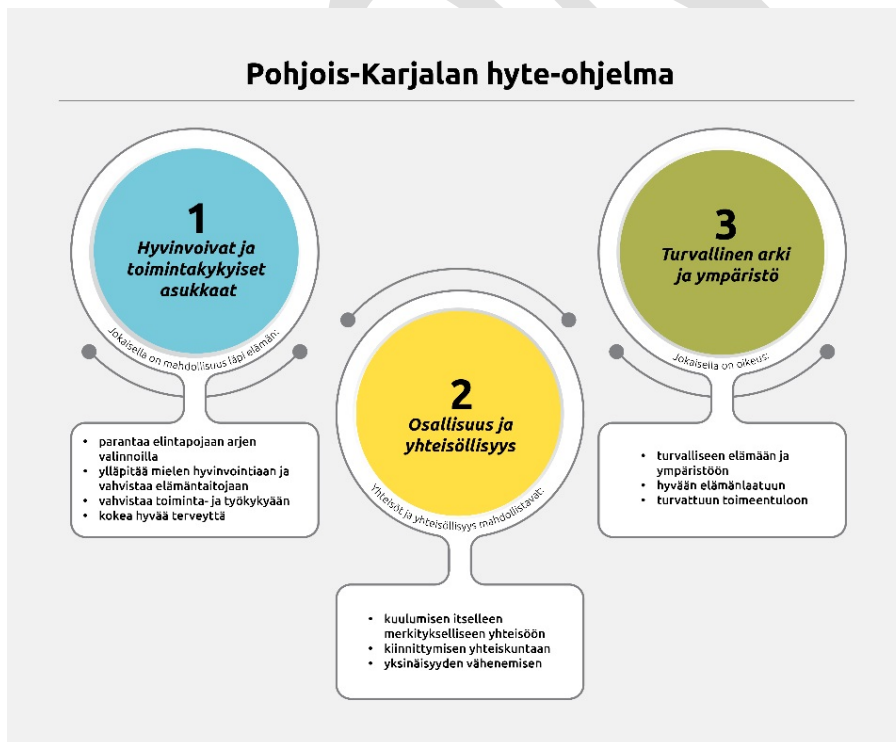 Pohjois-Karjalan hyte-ohjelma
1
Hyvinvoivat ja
toimintakykyiset
asukkaat
Jokaisella on mahdollisuus läpi elämän:
• parantaa elintapojaan arjen
valinnoilla
• ylläpitää mielen hyvinvointiaan ja
vahvistaa elämäntaitojaan
• vahvistaa toiminta- ja työkykyään
• kokea hyvää terveyttä
2
Osallisuus ja
yhteisöllisyys
Yhteisöt ja yhteisöllisyys mahdollistavat:
• kuulumisen itselleen
merkitykselliseen yhteisöön
• kiinnittymisen yhteiskuntaan
• yksinäisyyden vähenemisen
3
Turvallinen arki
ja ympäristö
Jokaisella on oikeus:
• turvalliseen elämään ja
ympäristöön
• hyvään elämänlaatuun
• turvattuun toimeentuloon